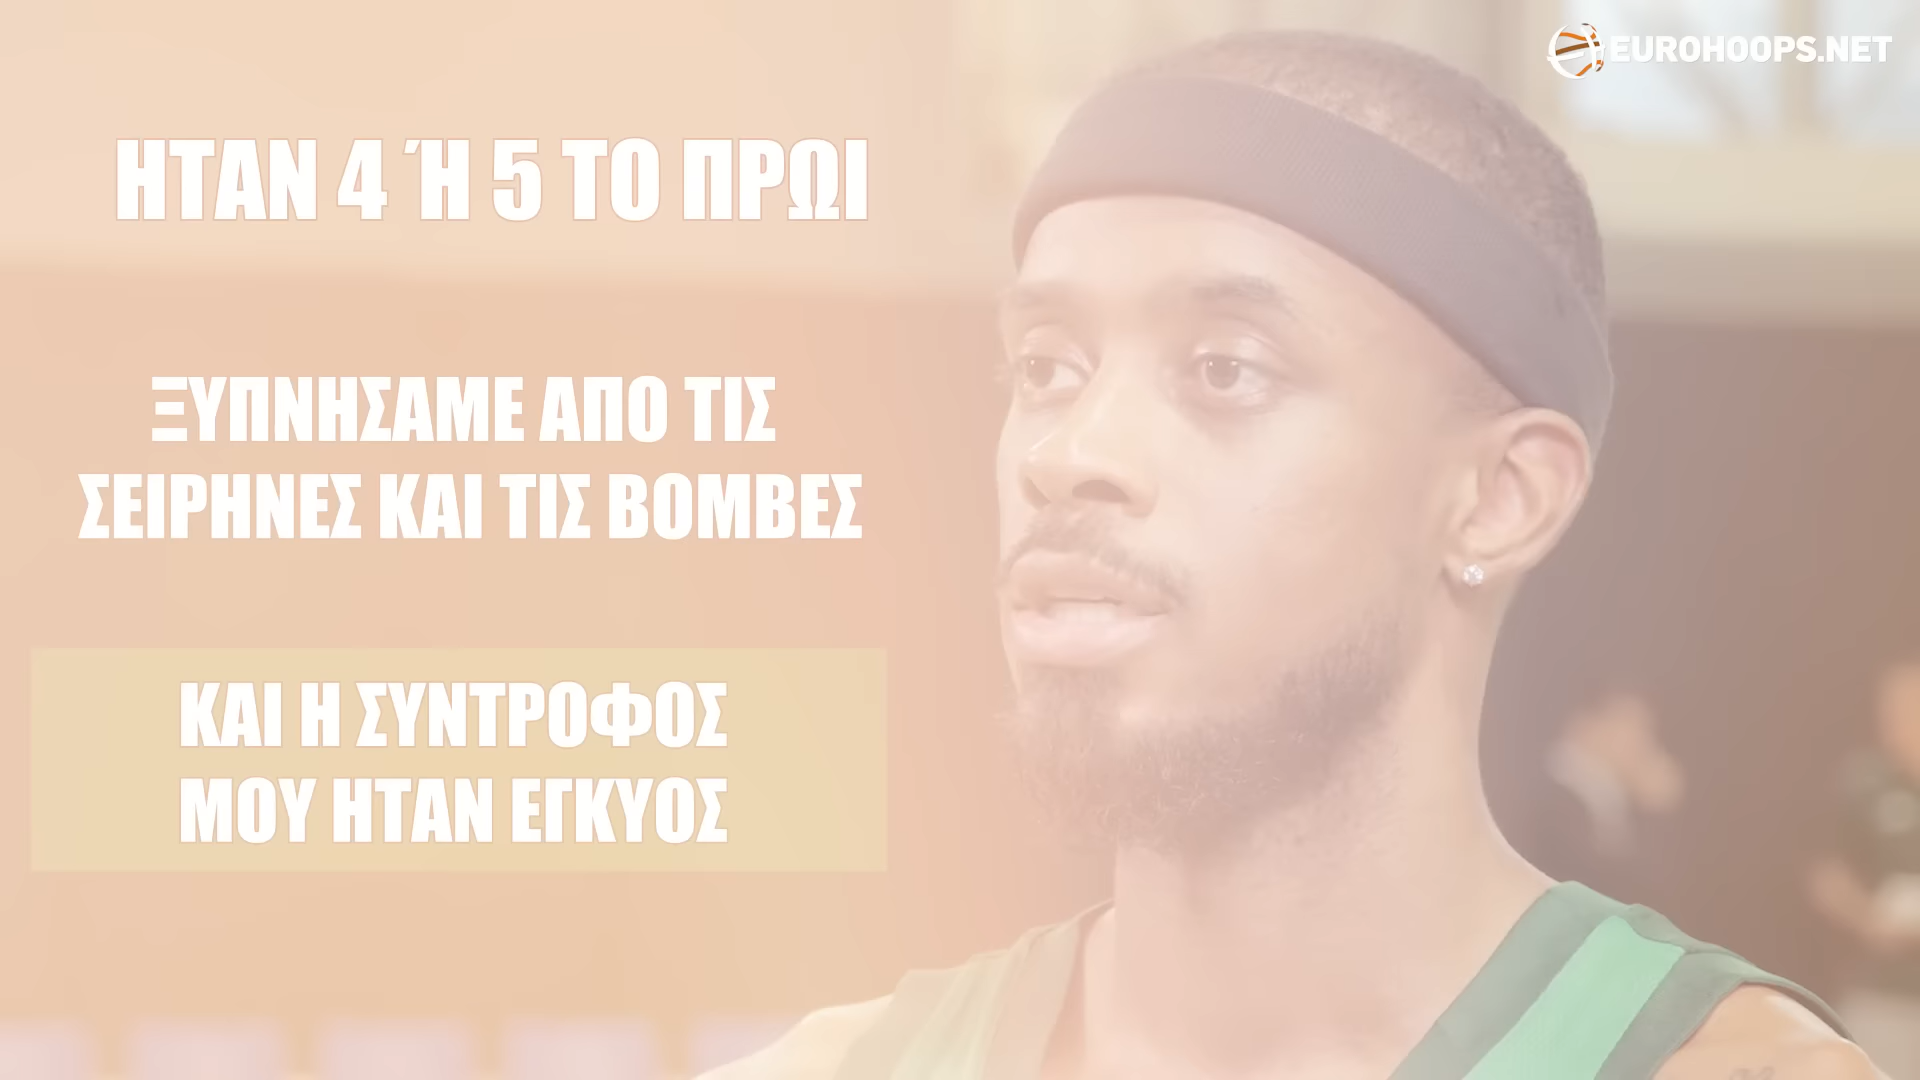 EUROHOOPS.NET
ΗΤΑΝ 4 Ή 5 ΤΟ ΠΡΩΙ
ΞΥΠΝΗΣΑΜΕ ΑΠΟ ΤΙΣ
ΣΕΙΡΗΝΕΣ ΚΑΙ ΤΙΣ ΒΟΜΒΕΣ
ΚΑΙ Η ΣΥΝΤΡΟΦΟΣ
ΜΟΥ ΗΤΑΝ ΕΓΚΥΟΣ